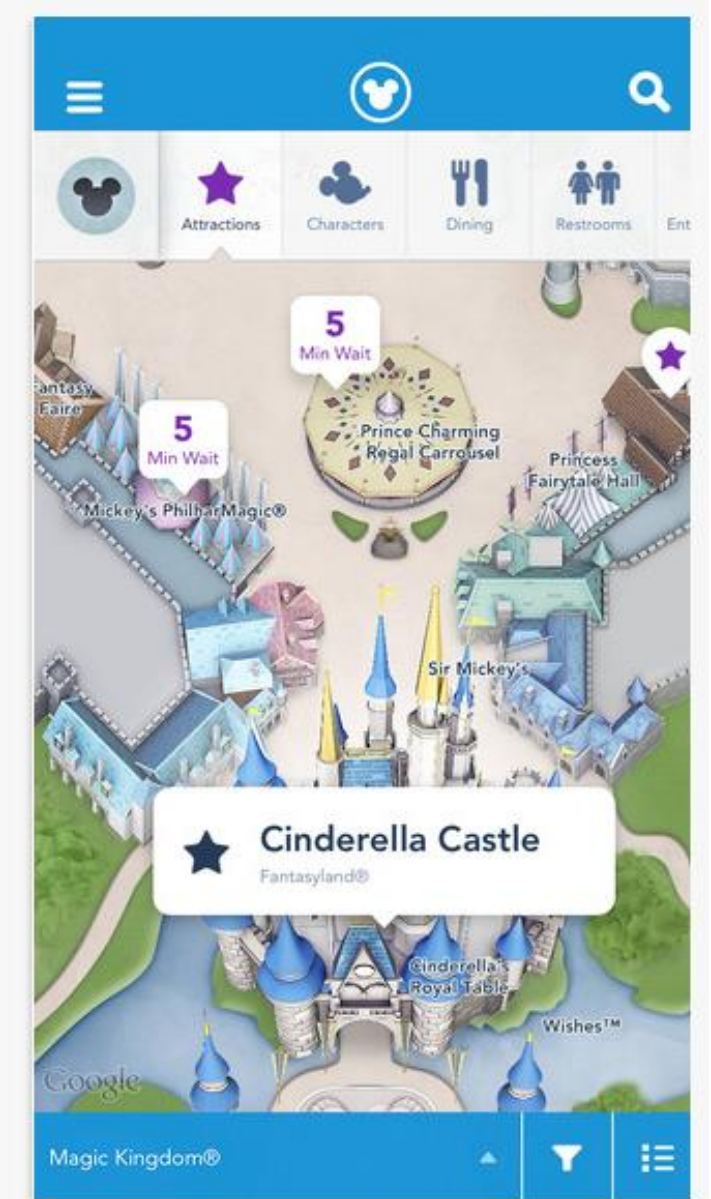 Attractions
Characters
Dining
Restrooms
Ent
5
Min Wait
Fantasy
Faire
5
Min Wait
Prince Charming
Regal Carrousel
Princess
Fairytale Hall
Mickey's PhilharMagic®
Sir Mickey's
Cinderella Castle
Fantasyland®
Cinderella's
Royal Table
Wishes™
Google
Magic Kingdom®